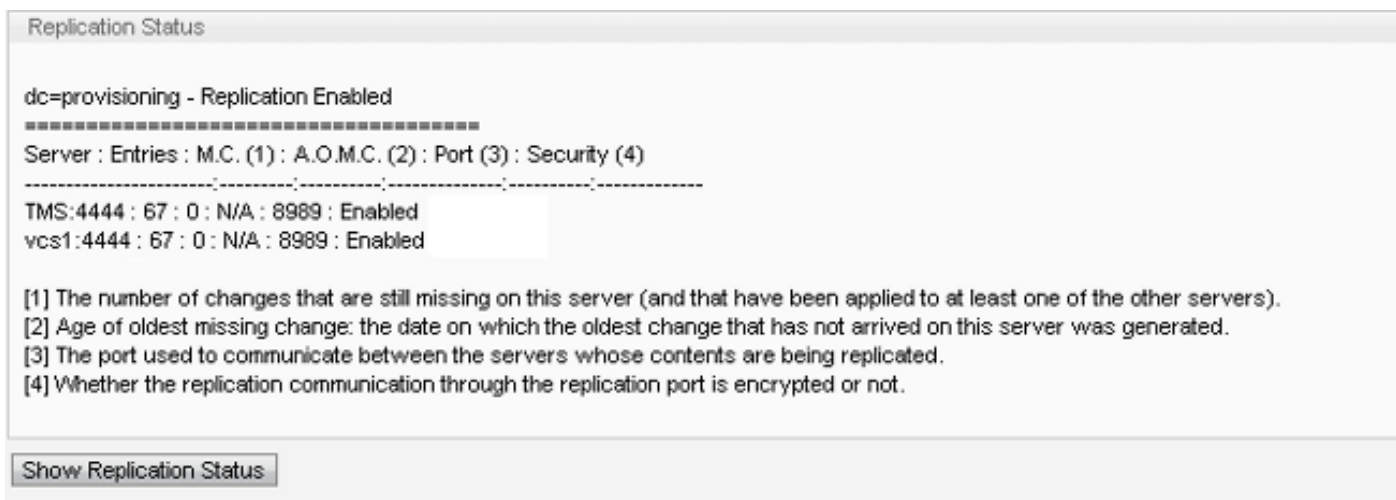 Replication Status
dc=provisioning - Replication Enabled
=====================================
Server : Entries : M.C. (1) : A.O.M.C. (2) : Port (3) : Security (4)
-----------------------:---------:----------:--------------:----------:-------------
TMS:4444 : 67 : 0 : N/A : 8989 : Enabled
vcs1:4444 : 67 : 0 : N/A : 8989 : Enabled
[1] The number of changes that are still missing on this server (and that have been applied to at least one of the other servers).
[2] Age of oldest missing change: the date on which the oldest change that has not arrived on this server was generated.
[3] The port used to communicate between the servers whose contents are being replicated.
[4] Whether the replication communication through the replication port is encrypted or not.
Show Replication Status